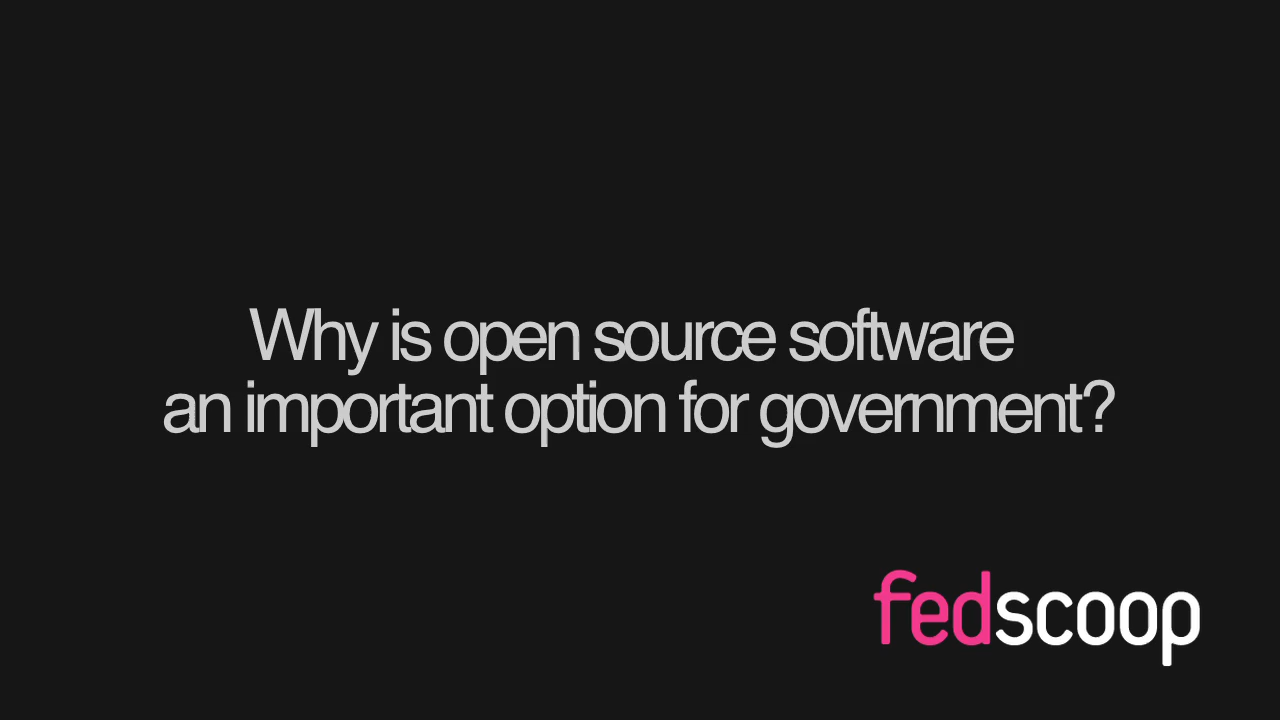 Why is open source software
an important option for government?
fedscoop